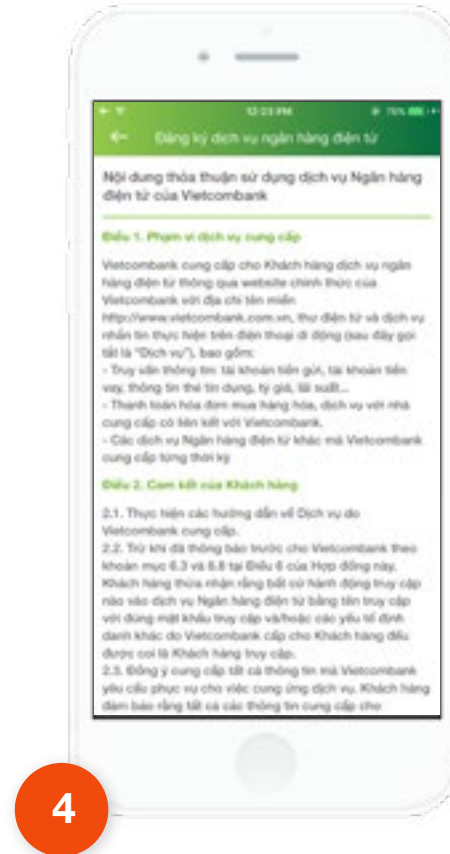 12:23 PM 76%
Đăng ký dịch vụ ngân hàng điện tử
Nội dung thỏa thuận sử dụng dịch vụ Ngân hàng
điện tử của Vietcombank
Điều 1. Phạm vi dịch vụ cung cấp
Vietcombank cung cấp cho Khách hàng dịch vụ ngân
hàng điện tử thông qua website chính thức của
Vietcombank với địa chỉ tên miền
http://www.vietcombank.com.vn, thư điện tử và dịch vụ
nhắn tin thực hiện trên điện thoại di động (sau đây gọi
tắt là "Dịch vụ"), bao gồm:
- Truy vấn thông tin: tài khoản tiền gửi, tài khoản tiền
vay, thông tin thẻ tín dụng, tỷ giá, lãi suất...
- Thanh toán hóa đơn mua hàng hóa, dịch vụ với nhà
cung cấp có liên kết với Vietcombank.
- Các dịch vụ Ngân hàng điện tử khác mà Vietcombank
cung cấp từng thời kỳ
Điều 2. Cam kết của Khách hàng
2.1. Thực hiện các hướng dẫn về Dịch vụ do
Vietcombank cung cấp.
2.2. Trừ khi đã thông báo trước cho Vietcombank theo
khoản mục 6.3 và 6.8 tại Điều 6 của Hợp đồng này,
Khách hàng thừa nhận rằng bất cứ hành động truy cập
nào vào dịch vụ Ngân hàng điện tử bằng tên truy cập
với đúng mật khẩu truy cập và/hoặc các yếu tố định
danh khác do Vietcombank cấp cho Khách hàng đều
được coi là Khách hàng truy cập.
2.3. Đồng ý cung cấp tất cả thông tin mà Vietcombank
yêu cầu phục vụ cho việc cung ứng dịch vụ. Khách hàng
đảm bảo rằng tất cả các thông tin cung cấp cho
4